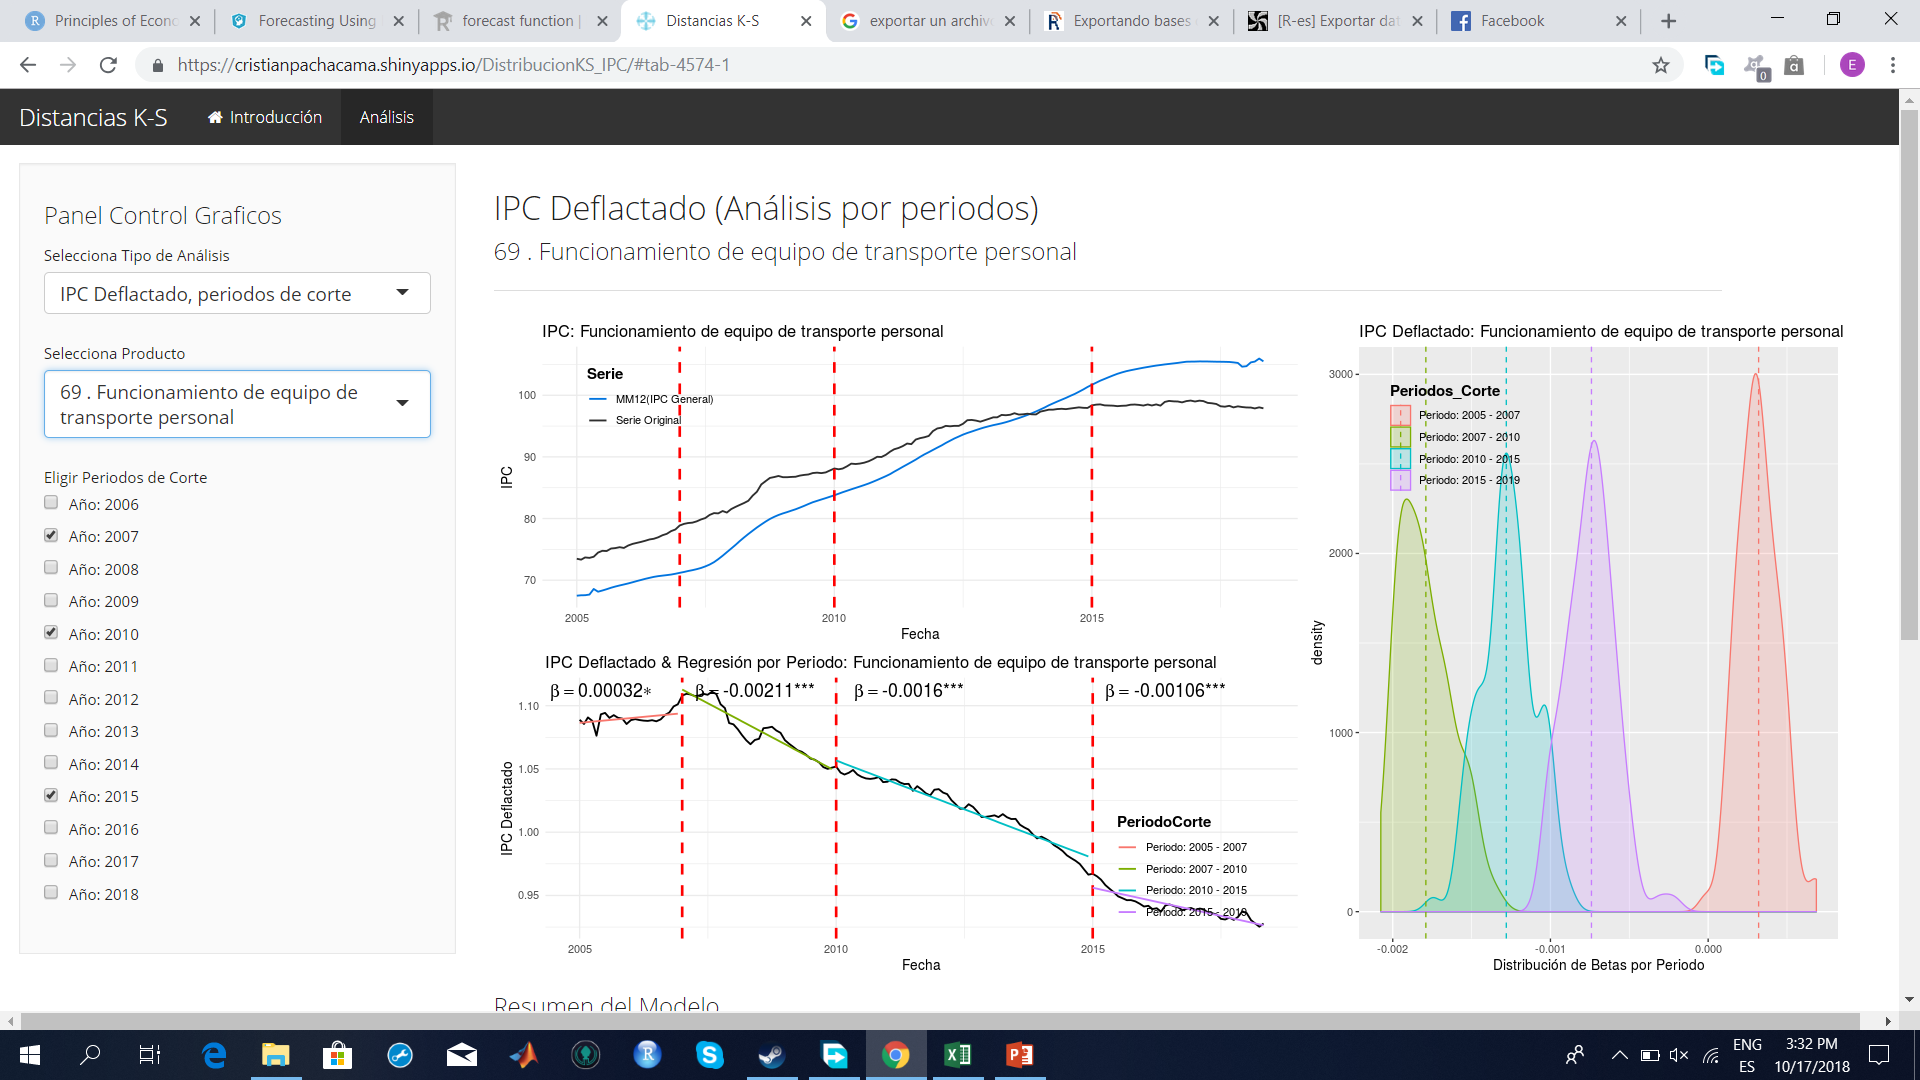 Principles of Econo
Forecasting Using
forecast function |
Distancias K-S
exportar un archivo
Exportando bases
[R-es] Exportar dat
Facebook
https://cristianpachacama.shinyapps.io/DistribucionKS_IPC/#tab-4574-1
0
E
Distancias K-S
Introducción
Análisis
Panel Control Graficos
Selecciona Tipo de Análisis
IPC Deflactado, periodos de corte
Selecciona Producto
69 . Funcionamiento de equipo de
transporte personal
Eligir Periodos de Corte
Año: 2006
Año: 2007
Año: 2008
Año: 2009
Año: 2010
Año: 2011
Año: 2012
Año: 2013
Año: 2014
Año: 2015
Año: 2016
Año: 2017
Año: 2018
IPC Deflactado (Análisis por periodos)
69 . Funcionamiento de equipo de transporte personal
IPC: Funcionamiento de equipo de transporte personal
Serie
MM12(IPC General)
Serie Original
100
90
80
70
IPC
2005
2010
2015
Fecha
IPC Deflactado & Regresión por Periodo: Funcionamiento de equipo de transporte personal
β = 0.00032*
β = -0.00211***
β = -0.0016***
β = -0.00106***
1.10
1.05
1.00
0.95
IPC Deflactado
PeriodoCorte
Periodo: 2005 - 2007
Periodo: 2007 - 2010
Periodo: 2010 - 2015
Periodo: 2015 - 2019
2005
2010
2015
Fecha
IPC Deflactado: Funcionamiento de equipo de transporte personal
Periodos_Corte
Periodo: 2005 - 2007
Periodo: 2007 - 2010
Periodo: 2010 - 2015
Periodo: 2015 - 2019
3000
2000
1000
0
density
-0.002
-0.001
0.000
Distribución de Betas por Periodo
Resumen del Modelo
ENG
ES
3:32 PM
10/17/2018